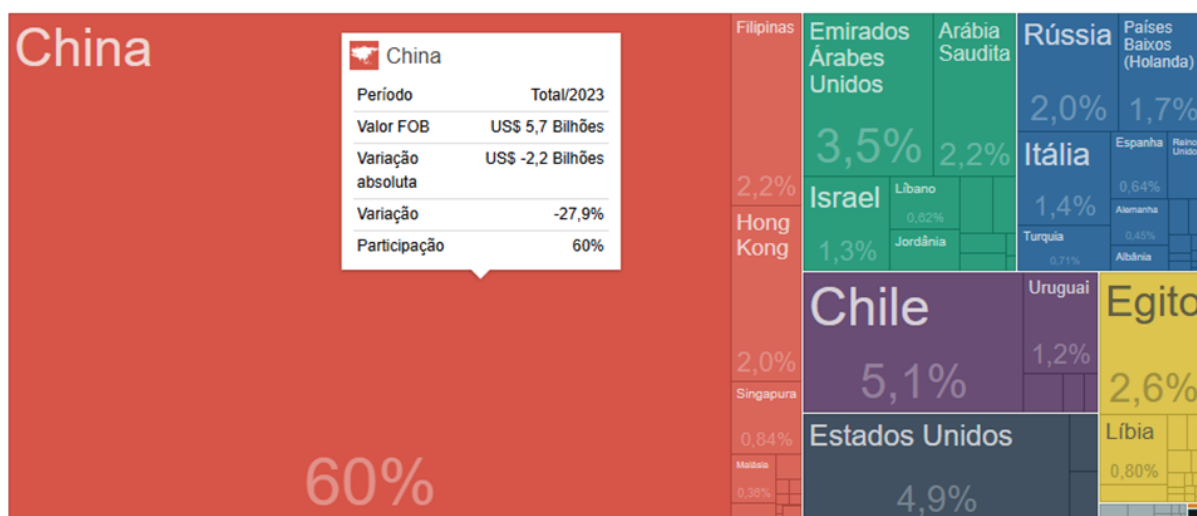 China
60%
China
Período Total/2023
Valor FOB US$ 5,7 Bilhões
Variação US$ -2,2 Bilhões
absoluta
Variação -27,9%
Participação 60%
Filipinas
2,2%
Hong
Kong
2,0%
Singapura
0,84%
Malásia
0,36%
Emirados
Árabes
Unidos
3,5%
Arábia
Saudita
2,2%
Israel
1,3%
Líbano
0,62%
Jordânia
Rússia
2,0%
Países
Baixos
(Holanda)
1,7%
Itália
1,4%
Espanha
0,64%
Reino
Unido
Alemanha
0,45%
Turquia
0,71%
Albânia
Chile
5,1%
Uruguai
1,2%
Estados Unidos
4,9%
Egito
2,6%
Líbia
0,80%